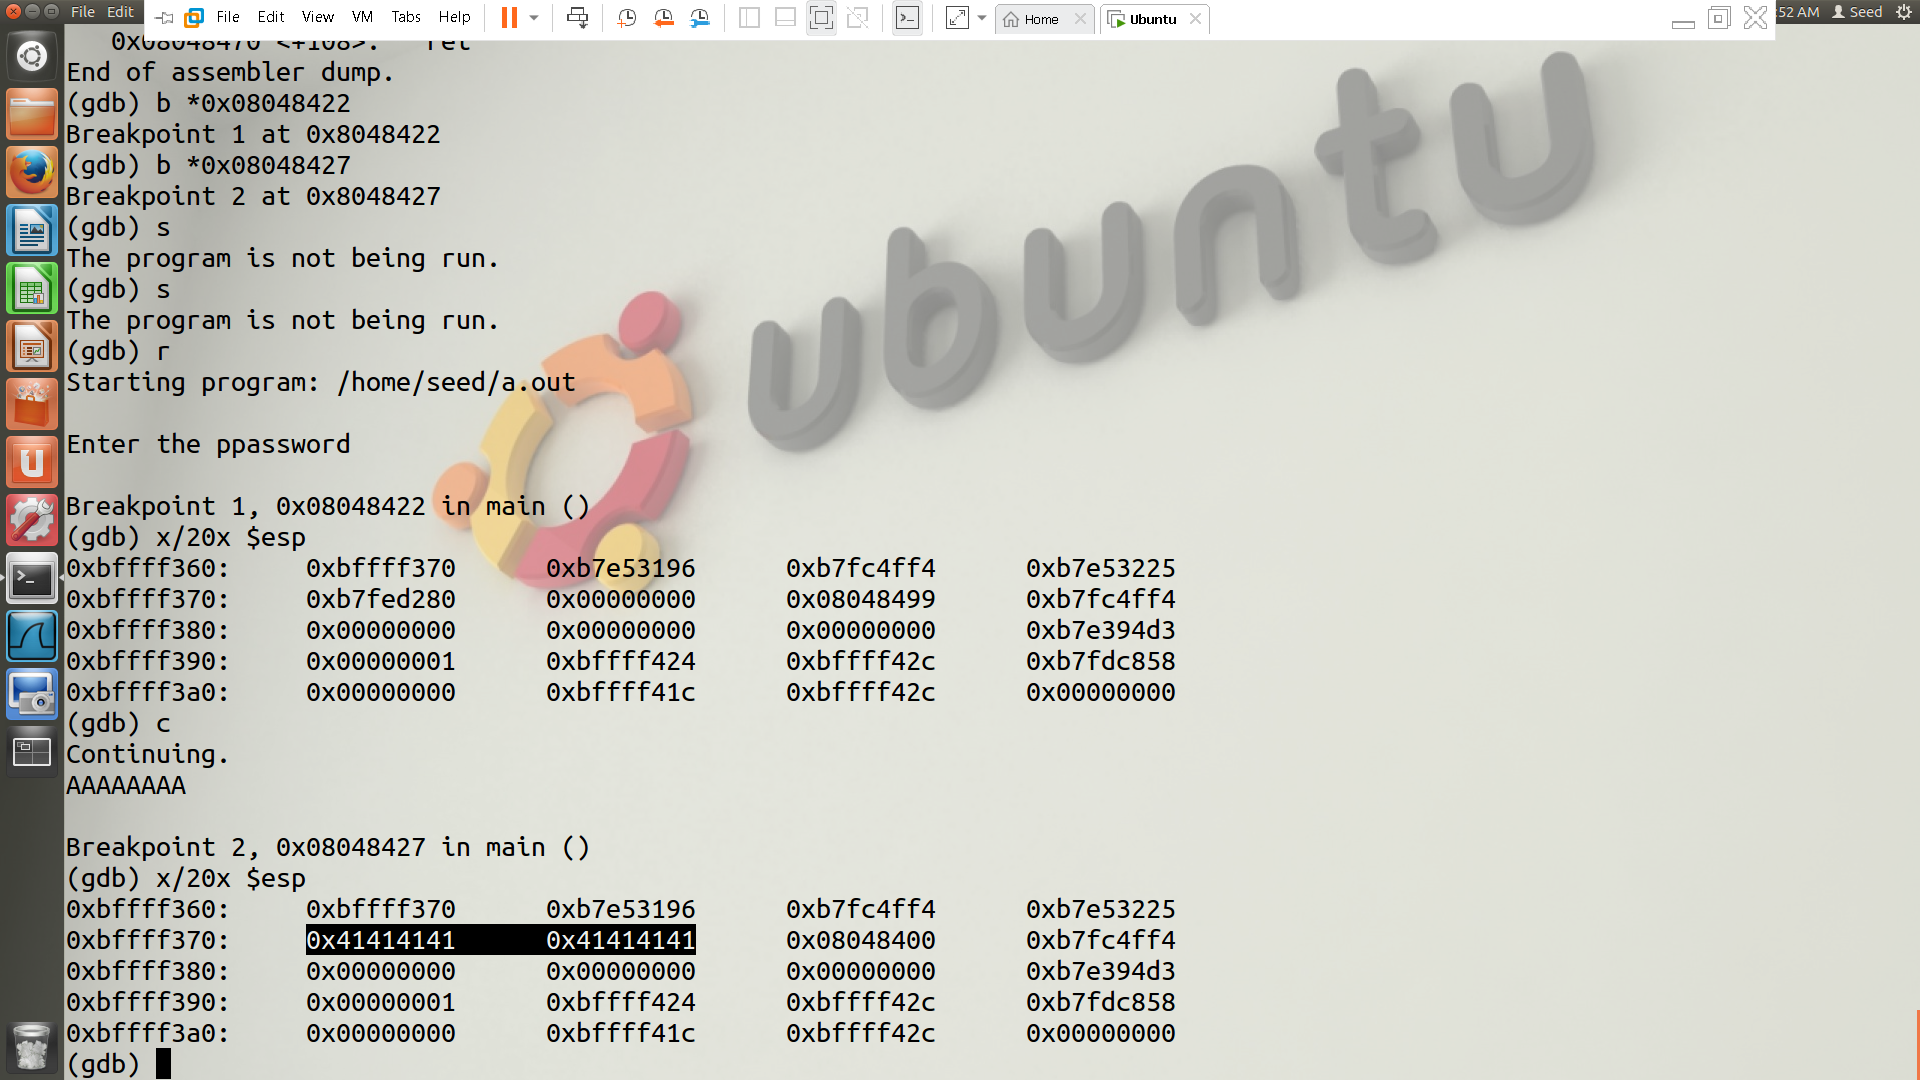 File Edit
File Edit View VM Tabs Help
Home
Ubuntu
:52 AM Seed
0x08048470 <+108>: ret
End of assembler dump.
(gdb) b *0x08048422
Breakpoint 1 at 0x8048422
(gdb) b *0x08048427
Breakpoint 2 at 0x8048427
(gdb) s
The program is not being run.
(gdb) s
The program is not being run.
(gdb) r
Starting program: /home/seed/a.out
Enter the ppassword
Breakpoint 1, 0x08048422 in main ()
(gdb) x/20x $esp
0xbffff360: 0xbffff370 0xb7e53196 0xb7fc4ff4 0xb7e53225
0xbffff370: 0xb7fed280 0x00000000 0x08048499 0xb7fc4ff4
0xbffff380: 0x00000000 0x00000000 0x00000000 0xb7e394d3
0xbffff390: 0x00000001 0xbffff424 0xbffff42c 0xb7fdc858
0xbffff3a0: 0x00000000 0xbffff41c 0xbffff42c 0x00000000
(gdb) c
Continuing.
AAAAAAAA
Breakpoint 2, 0x08048427 in main ()
(gdb) x/20x $esp
0xbffff360: 0xbffff370 0xb7e53196 0xb7fc4ff4 0xb7e53225
0xbffff370: 0x41414141 0x41414141 0x08048400 0xb7fc4ff4
0xbffff380: 0x00000000 0x00000000 0x00000000 0xb7e394d3
0xbffff390: 0x00000001 0xbffff424 0xbffff42c 0xb7fdc858
0xbffff3a0: 0x00000000 0xbffff41c 0xbffff42c 0x00000000
(gdb)
ubuntu